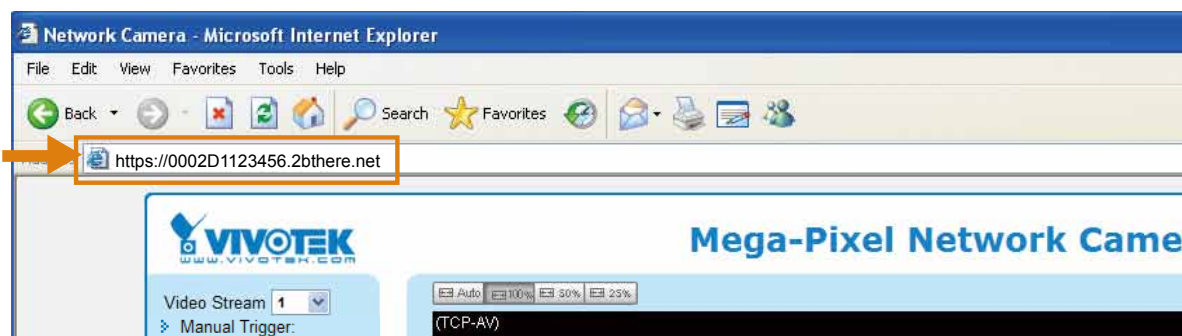 Network Camera - Microsoft Internet Explorer
File Edit View Favorites Tools Help
Back Search Favorites
https://0002D1123456.2bthere.net
VIVOTEK
www.vivotek.com
Mega-Pixel Network Came
Video Stream 1
Auto 100% 50% 25%
Manual Trigger:
(TCP-AV)